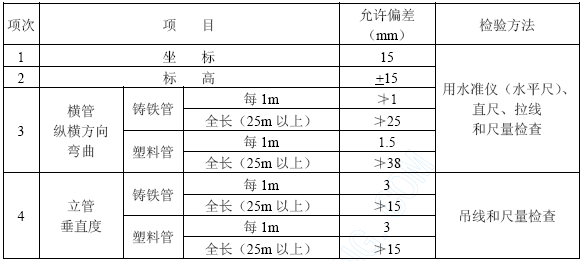 项次 项 目 允许偏差（mm） 检验方法
1 坐 标 15 用水准仪（水平尺）、直尺、拉线和尺量检查
2 标 高 ±15
3 横管纵横方向弯曲 铸铁管 每 1m ≯1
全长（25m 以上） ≯25
塑料管 每 1m 1.5
全长（25m 以上） ≯38
4 立管垂直度 铸铁管 每 1m 3 吊线和尺量检查
全长（25m 以上） ≯15
塑料管 每 1m 3
全长（25m 以上） ≯15